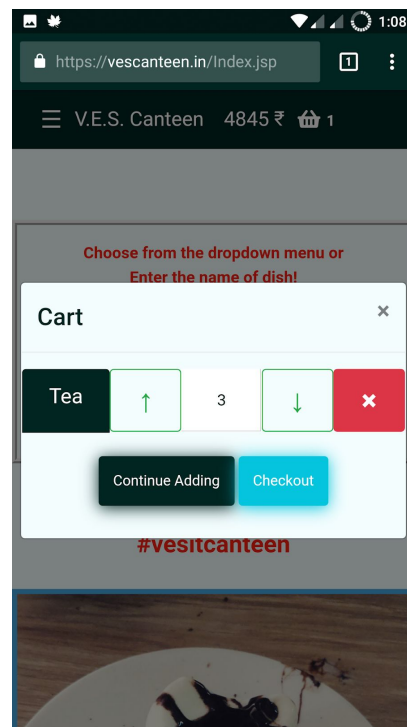 1:08
https://vescanteen.in/Index.jsp 1
V.E.S. Canteen 4845 ₹ 1
Choose from the dropdown menu or
Enter the name of dish!
Cart ×
Tea ↑ 3 ↓ ×
Continue Adding Checkout
#vesitcanteen